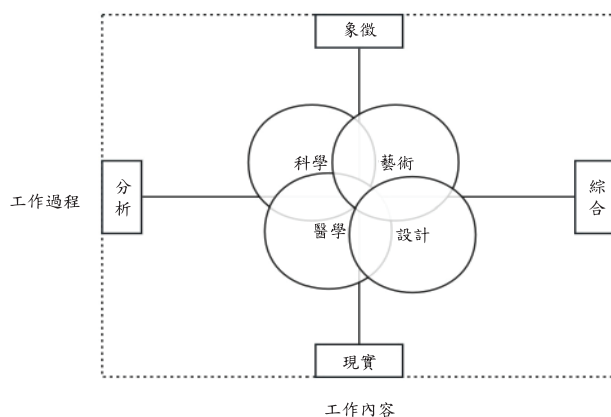 象徵
科學
藝術
工作過程
分析
綜合
醫學
設計
現實
工作內容